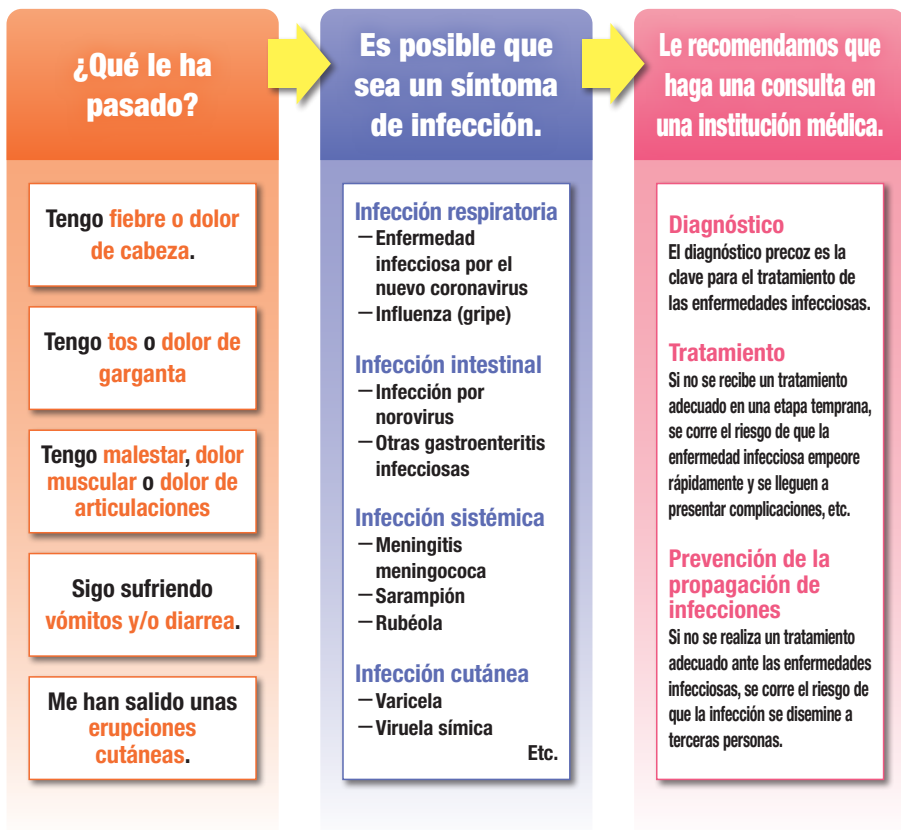 ¿Qué le ha
pasado?
Tengo fiebre o dolor
de cabeza.
Tengo tos o dolor de
garganta
Tengo malestar, dolor
muscular o dolor de
articulaciones
Sigo sufriendo
vómitos y/o diarrea.
Me han salido unas
erupciones
cutáneas.
Es posible que
sea un síntoma
de infección.
Infección respiratoria
—Enfermedad
infecciosa por el
nuevo coronavirus
—Influenza (gripe)
Infección intestinal
—Infección por
norovirus
—Otras gastroenteritis
infecciosas
Infección sistémica
—Meningitis
meningococa
—Sarampión
—Rubéola
Infección cutánea
—Varicela
—Viruela símica
Etc.
Le recomendamos que
haga una consulta en
una institución médica.
Diagnóstico
El diagnóstico precoz es la
clave para el tratamiento de
las enfermedades infecciosas.
Tratamiento
Si no se recibe un tratamiento
adecuado en una etapa temprana,
se corre el riesgo de que la
enfermedad infecciosa empeore
rápidamente y se lleguen a
presentar complicaciones, etc.
Prevención de la
propagación de
infecciones
Si no se realiza un tratamiento
adecuado ante las enfermedades
infecciosas, se corre el riesgo de
que la infección se disemine a
terceras personas.